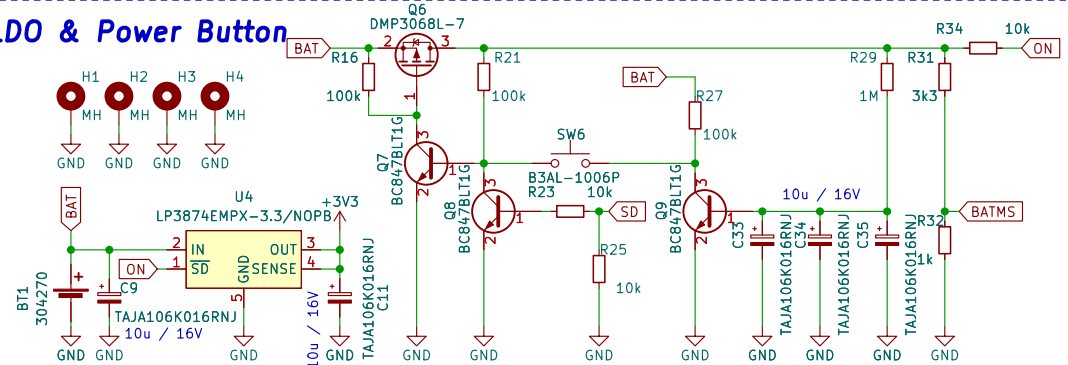 LDO & Power Button
Q6
DMP3068L-7
BAT
2
3
1
R16
100k
R21
100k
R34
10k
ON
R29
1M
R31
3k3
BAT
R27
100k
H1
MH
GND
H2
MH
GND
H3
MH
GND
H4
MH
GND
Q7
BC847BLT1G
3
1
2
SW6
B3AL-1006P
Q8
BC847BLT1G
3
1
2
R23
10k
SD
R25
10k
Q9
BC847BLT1G
3
1
2
10u / 16V
C33
TAJA106K016RNJ
C34
TAJA106K016RNJ
C35
TAJA106K016RNJ
R32
1k
BATMS
BAT
U4
LP3874EMPX-3.3/NOPB
+3V3
2
IN
OUT
3
ON
1
SD
GND
SENSE
4
5
BT1
304270
+
C9
TAJA106K016RNJ
10u / 16V
10u / 16V
TAJA106K016RNJ
C11
GND
GND
GND
GND
GND
GND
GND
GND
GND
GND
GND
GND